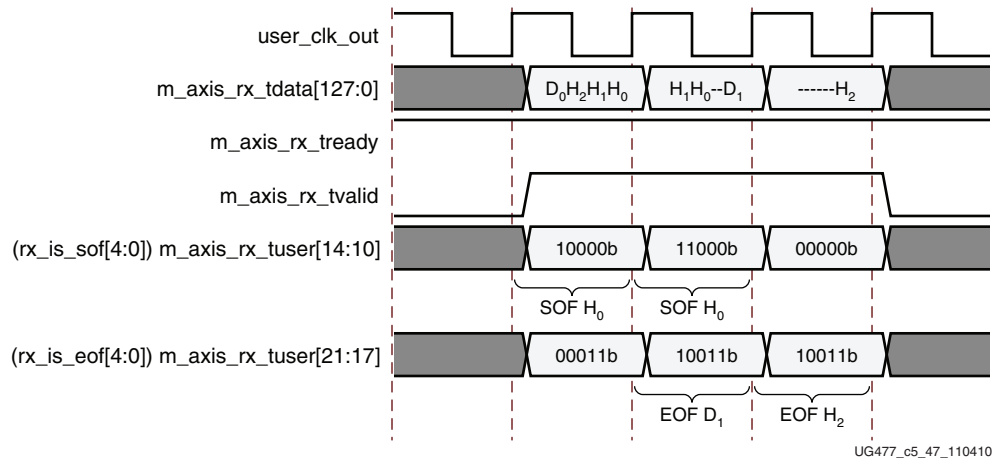 user_clk_out
m_axis_rx_tdata[127:0] D₀H₂H₁H₀ H₁H₀--D₁ ------H₂
m_axis_rx_tready
m_axis_rx_tvalid
(rx_is_sof[4:0]) m_axis_rx_tuser[14:10] 10000b 11000b 00000b
SOF H₀ SOF H₀
(rx_is_eof[4:0]) m_axis_rx_tuser[21:17] 00011b 10011b 10011b
EOF D₁ EOF H₂
UG477_c5_47_110410